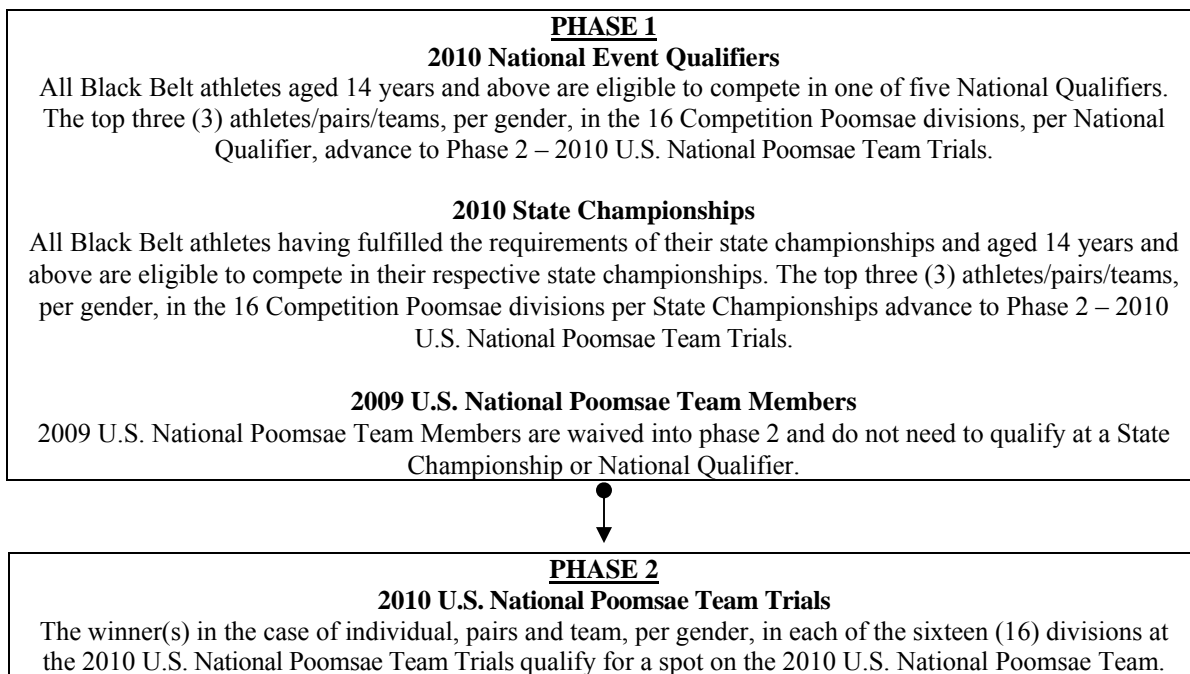 PHASE 1
2010 National Event Qualifiers
All Black Belt athletes aged 14 years and above are eligible to compete in one of five National Qualifiers.
The top three (3) athletes/pairs/teams, per gender, in the 16 Competition Poomsae divisions, per National
Qualifier, advance to Phase 2 – 2010 U.S. National Poomsae Team Trials.
2010 State Championships
All Black Belt athletes having fulfilled the requirements of their state championships and aged 14 years and
above are eligible to compete in their respective state championships. The top three (3) athletes/pairs/teams,
per gender, in the 16 Competition Poomsae divisions per State Championships advance to Phase 2 – 2010
U.S. National Poomsae Team Trials.
2009 U.S. National Poomsae Team Members
2009 U.S. National Poomsae Team Members are waived into phase 2 and do not need to qualify at a State
Championship or National Qualifier.
PHASE 2
2010 U.S. National Poomsae Team Trials
The winner(s) in the case of individual, pairs and team, per gender, in each of the sixteen (16) divisions at
the 2010 U.S. National Poomsae Team Trials qualify for a spot on the 2010 U.S. National Poomsae Team.